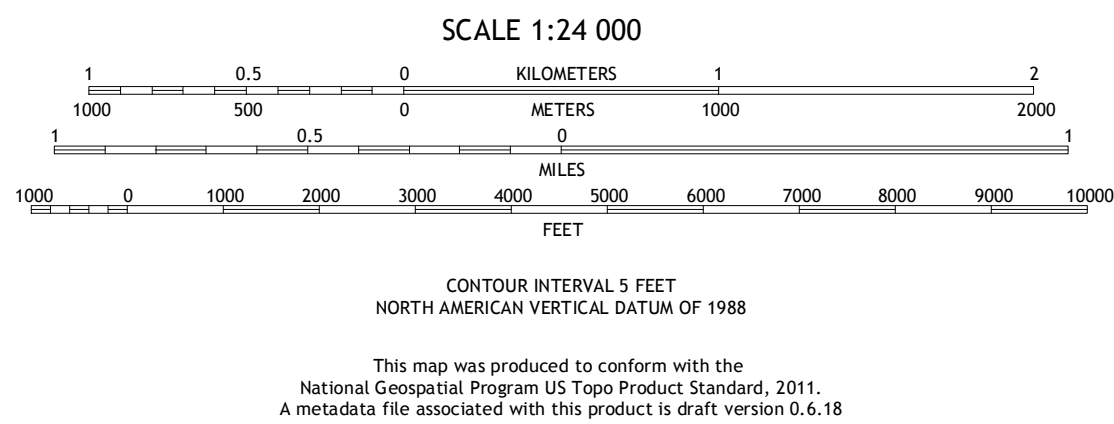 SCALE 1:24 000
1 0.5 0 KILOMETERS 1 2
1000 500 0 METERS 1000 2000
1 0.5 0 1
MILES
1000 0 1000 2000 3000 4000 5000 6000 7000 8000 9000 10000
FEET
CONTOUR INTERVAL 5 FEET
NORTH AMERICAN VERTICAL DATUM OF 1988
This map was produced to conform with the
National Geospatial Program US Topo Product Standard, 2011.
A metadata file associated with this product is draft version 0.6.18